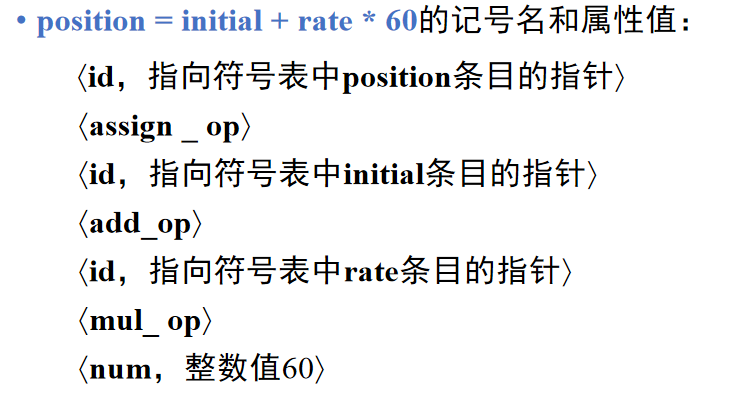 • position = initial + rate * 60的记号名和属性值：
〈id，指向符号表中position条目的指针〉
〈assign _ op〉
〈id，指向符号表中initial条目的指针〉
〈add_op〉
〈id，指向符号表中rate条目的指针〉
〈mul_ op〉
〈num，整数值60〉